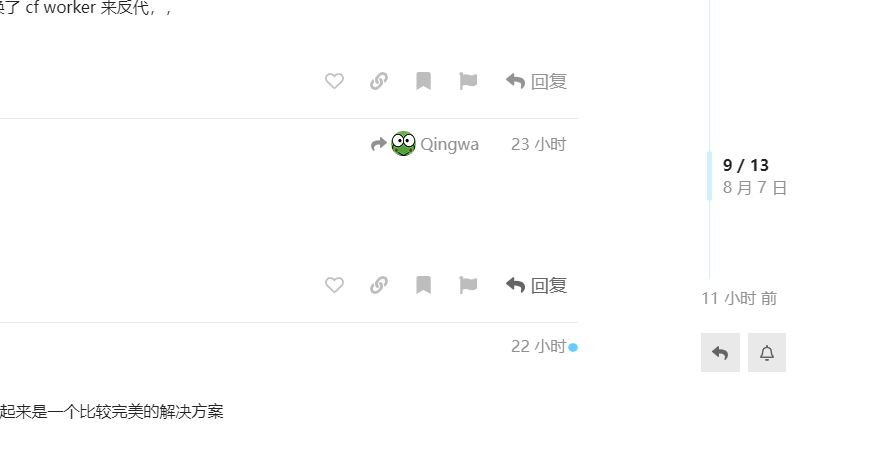 了 cf worker 来反代，，
回复
Qingwa 23 小时
9 / 13
8 月 7 日
回复
11 小时 前
22 小时
起来是一个比较完美的解决方案